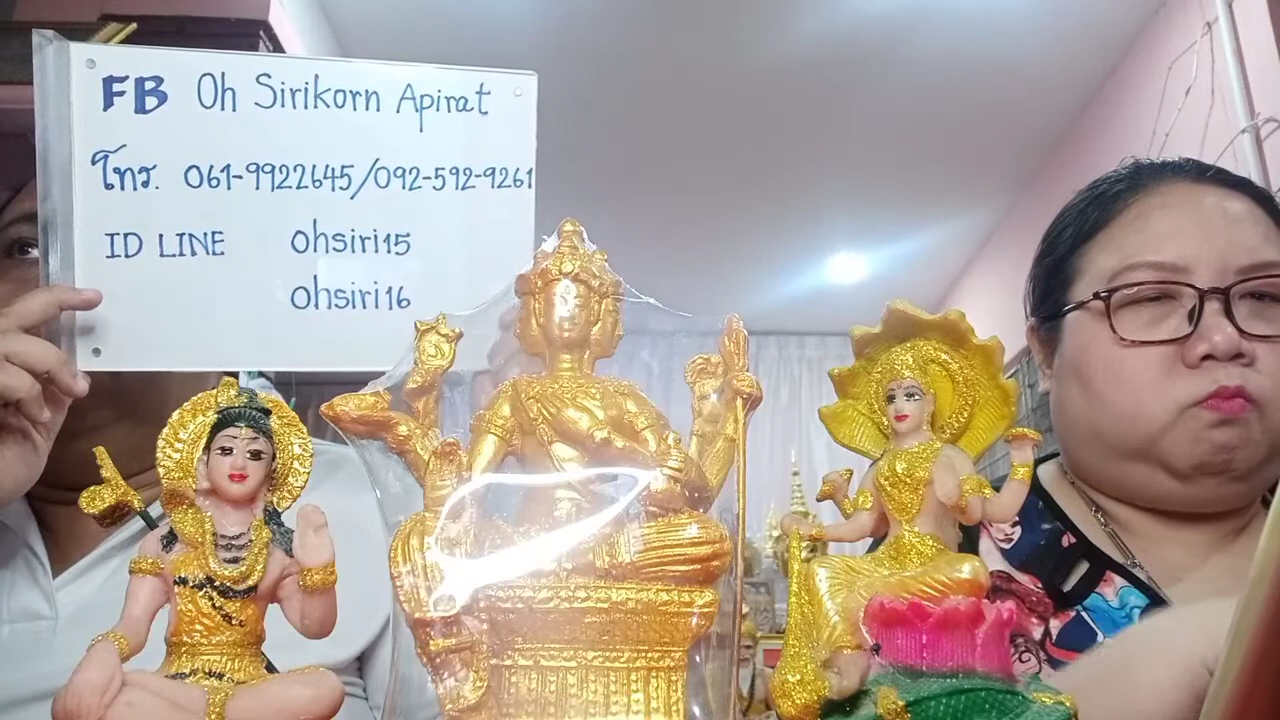 FB Oh Sirikorn Apirat
โทร. 061-9922645/092-592-9261
ID LINE ohsiri15
ohsiri16